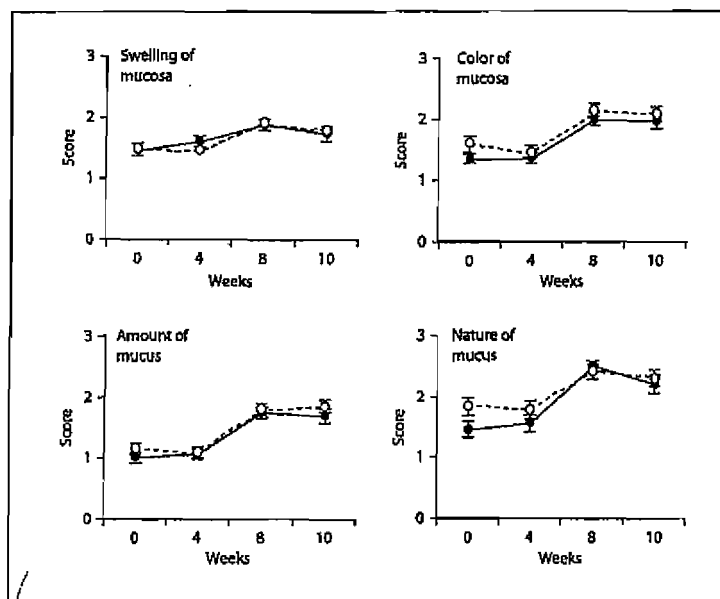 Swelling of
mucosa
3
2
1
0
Score
0 4 8 10
Weeks
Color of
mucosa
3
2
1
0
Score
0 4 8 10
Weeks
Amount of
mucus
3
2
1
0
Score
0 4 8 10
Weeks
Nature of
mucus
3
2
1
0
Score
0 4 8 10
Weeks